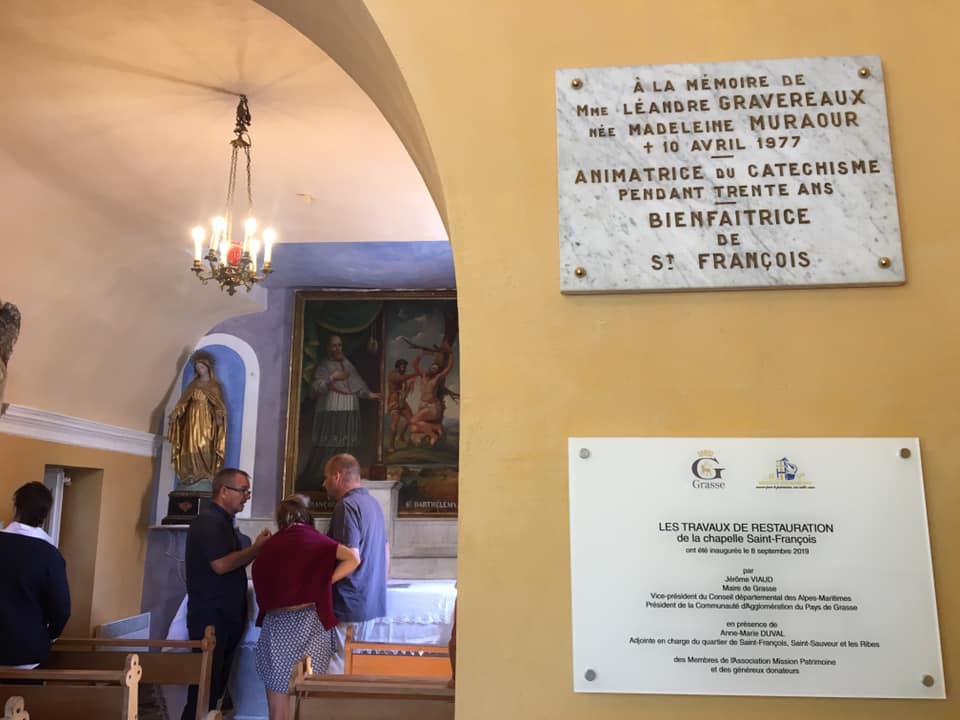 À LA MÉMOIRE DE
MME LÉANDRE GRAVEREAUX
NÉE MADELEINE MURAOUR
† 10 AVRIL 1977
ANIMATRICE DU CATECHISME
PENDANT TRENTE ANS
BIENFAITRICE
DE
ST FRANÇOIS
G
Grasse
LES TRAVAUX DE RESTAURATION
de la chapelle Saint-François
ont été inaugurés le 8 septembre 2019
par
Jérôme VIAUD
Maire de Grasse
Vice-président du Conseil départemental des Alpes-Maritimes
Président de la Communauté d'Agglomération du Pays de Grasse
en présence de
Anne-Marie DUVAL
Adjointe en charge du quartier de Saint-François, Saint-Sauveur et les Ribes
des Membres de l'Association Mission Patrimoine
et des généreux donateurs
ST BARTHÉLEMY